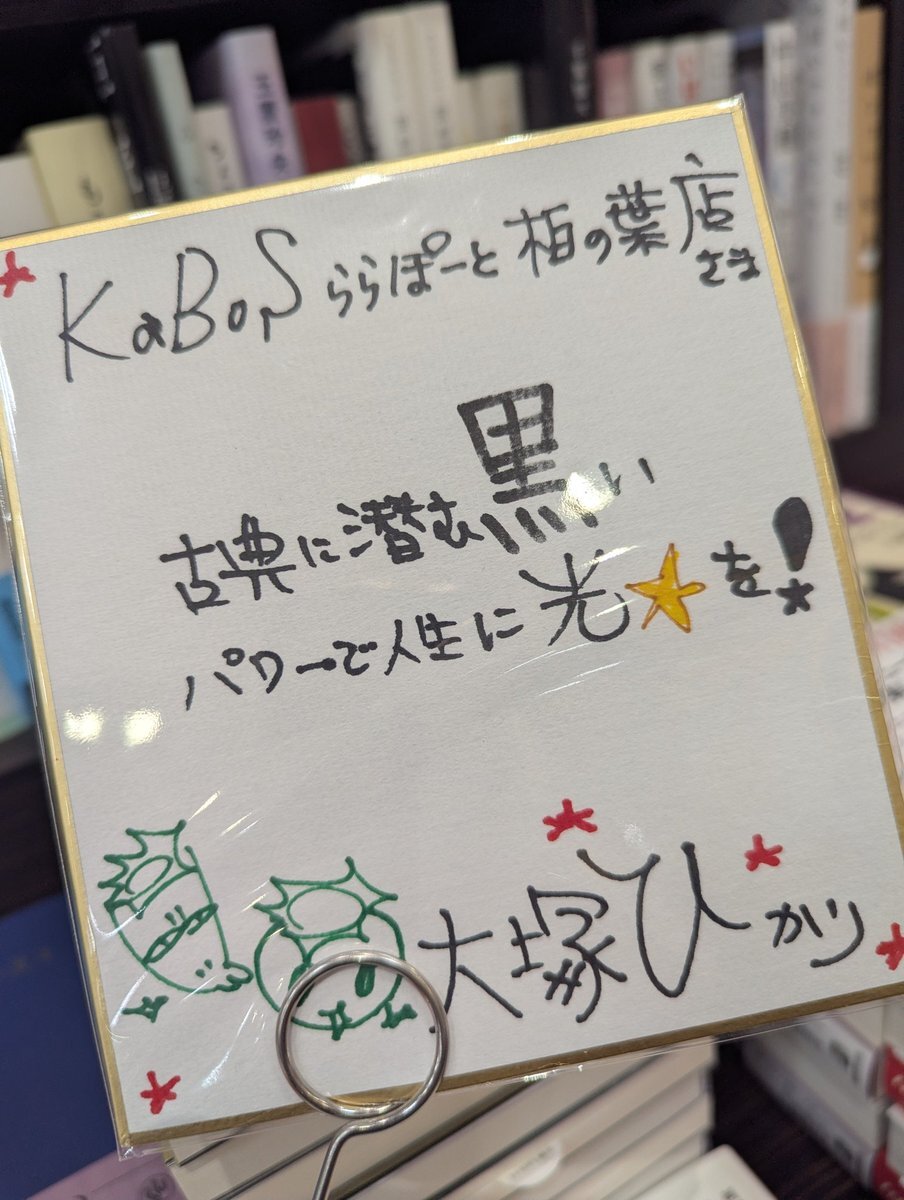 KaBoS ららぽーと 柏の葉店
さま
古典に潜む黒い
パワーで人生に光★を!
大塚ひかり